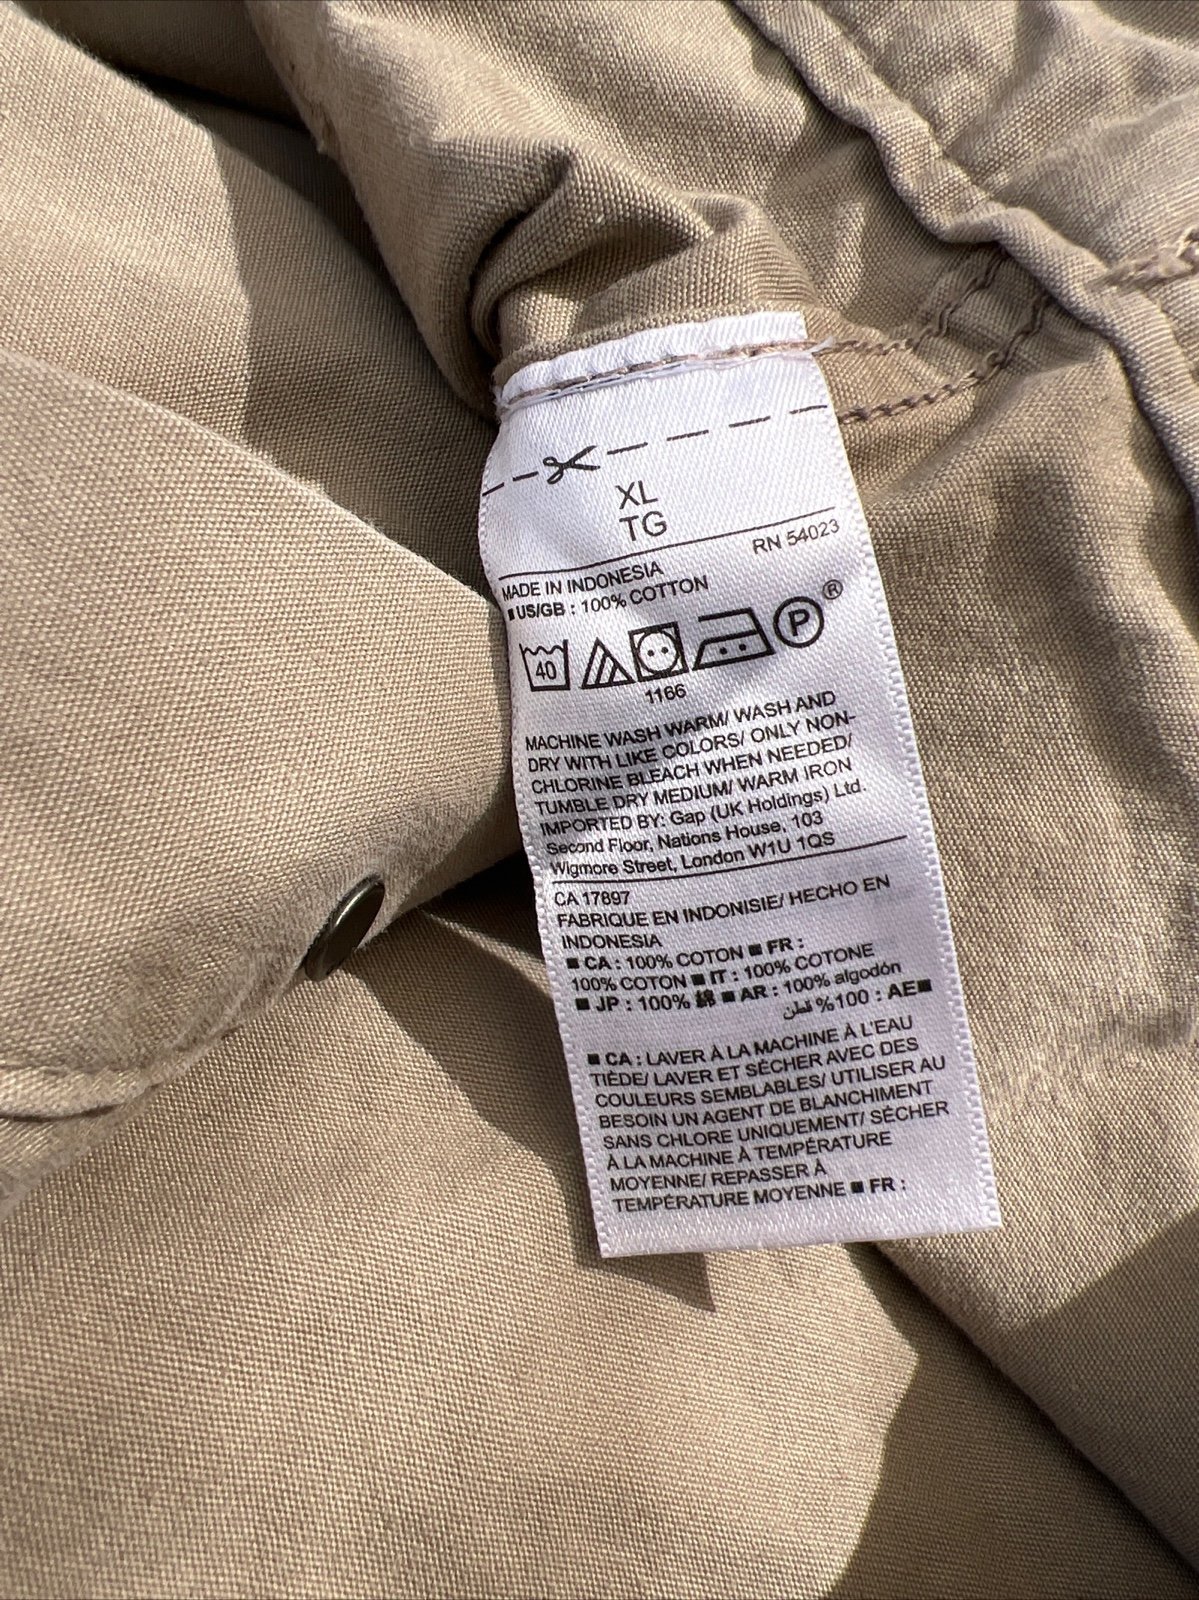 XL
TG
RN 54023
MADE IN INDONESIA
■ US/GB : 100% COTTON
40 P ®
1166
MACHINE WASH WARM/ WASH AND
DRY WITH LIKE COLORS/ ONLY NON-
CHLORINE BLEACH WHEN NEEDED/
TUMBLE DRY MEDIUM/ WARM IRON
IMPORTED BY: Gap (UK Holdings) Ltd.
Second Floor, Nations House, 103
Wigmore Street, London W1U 1QS
CA 17897
FABRIQUE EN INDONISIE/ HECHO EN
INDONESIA
■ CA : 100% COTON ■ FR :
100% COTON ■ IT : 100% COTONE
■ JP : 100% 綿 ■ AR : 100% algodón
■AE : 100% قطن
■ CA : LAVER À LA MACHINE À L'EAU
TIÈDE/ LAVER ET SÉCHER AVEC DES
COULEURS SEMBLABLES/ UTILISER AU
BESOIN UN AGENT DE BLANCHIMENT
SANS CHLORE UNIQUEMENT/ SÉCHER
À LA MACHINE À TEMPÉRATURE
MOYENNE/ REPASSER À
TEMPÉRATURE MOYENNE ■ FR :